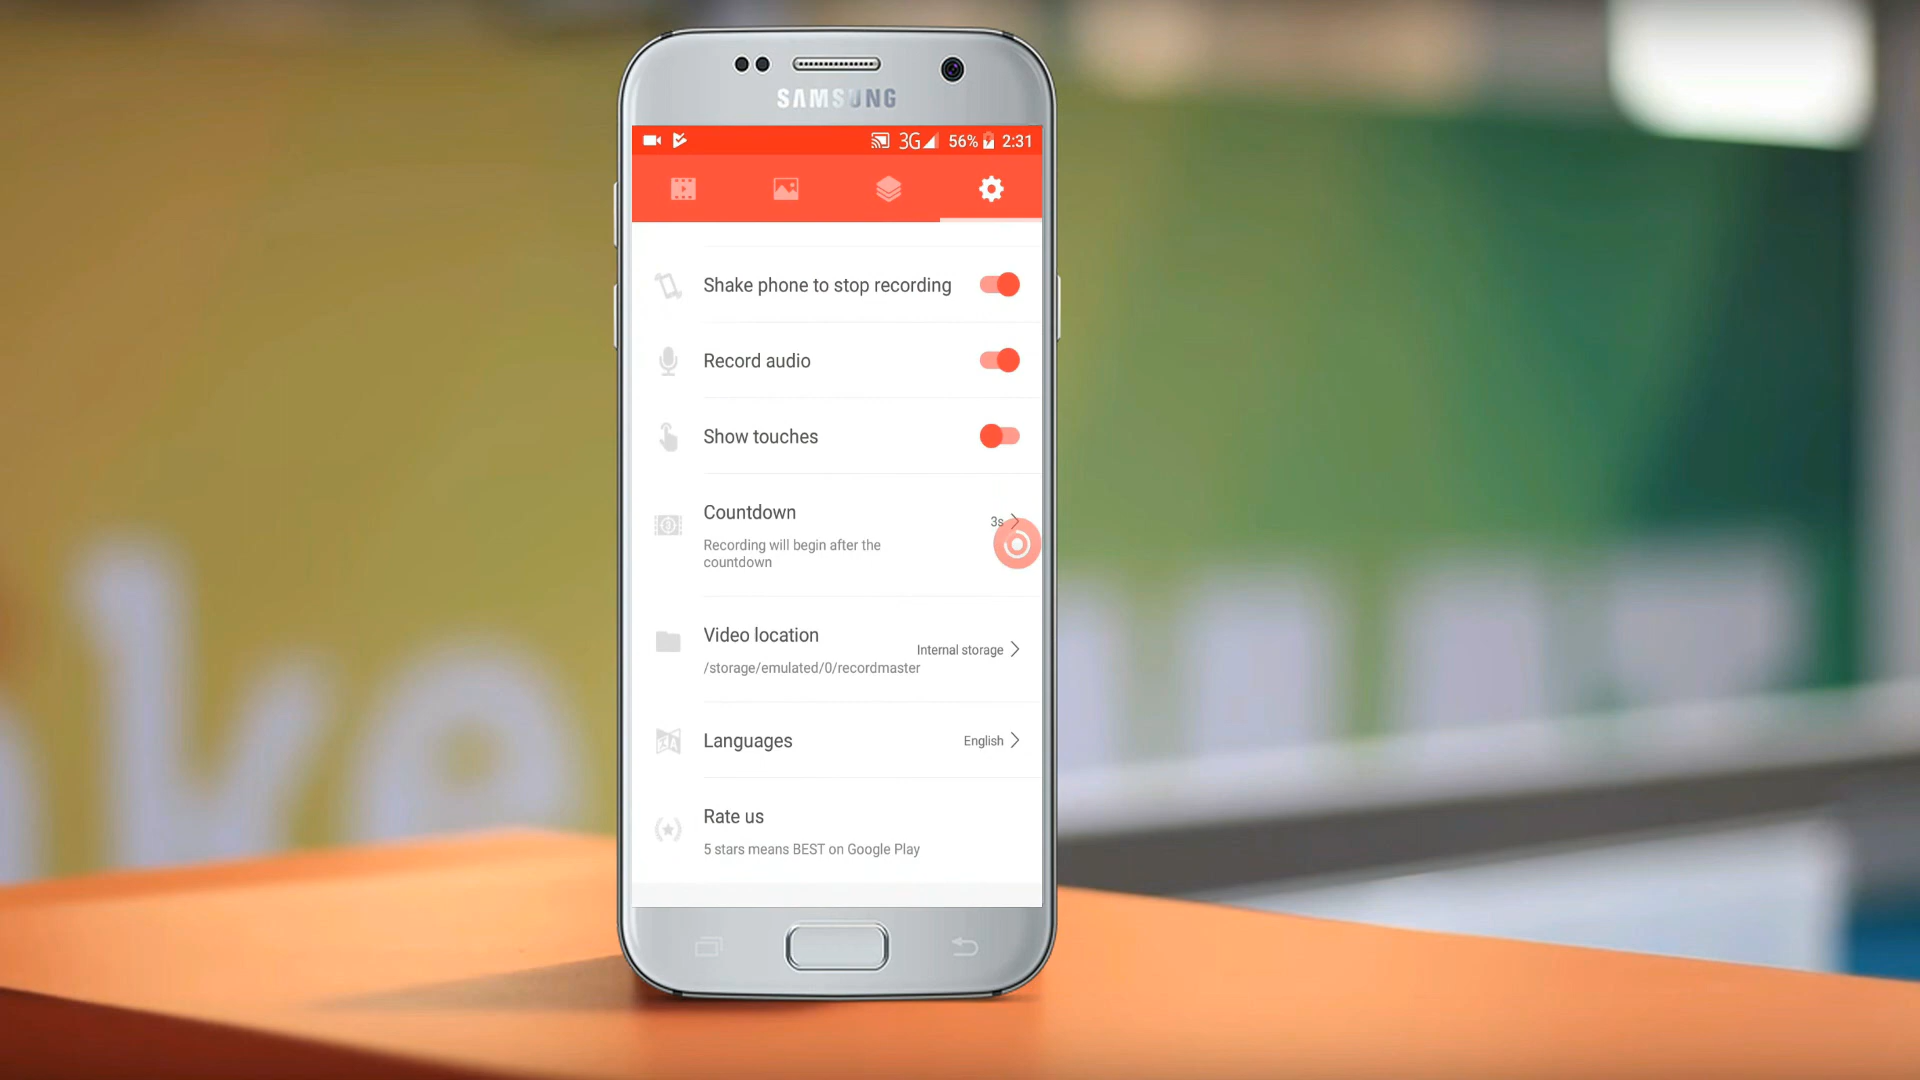 SAMSUNG
3G 56% 2:31
Shake phone to stop recording
Record audio
Show touches
Countdown
3s
Recording will begin after the
countdown
Video location
Internal storage
/storage/emulated/0/recordmaster
Languages
English
Rate us
5 stars means BEST on Google Play
ke